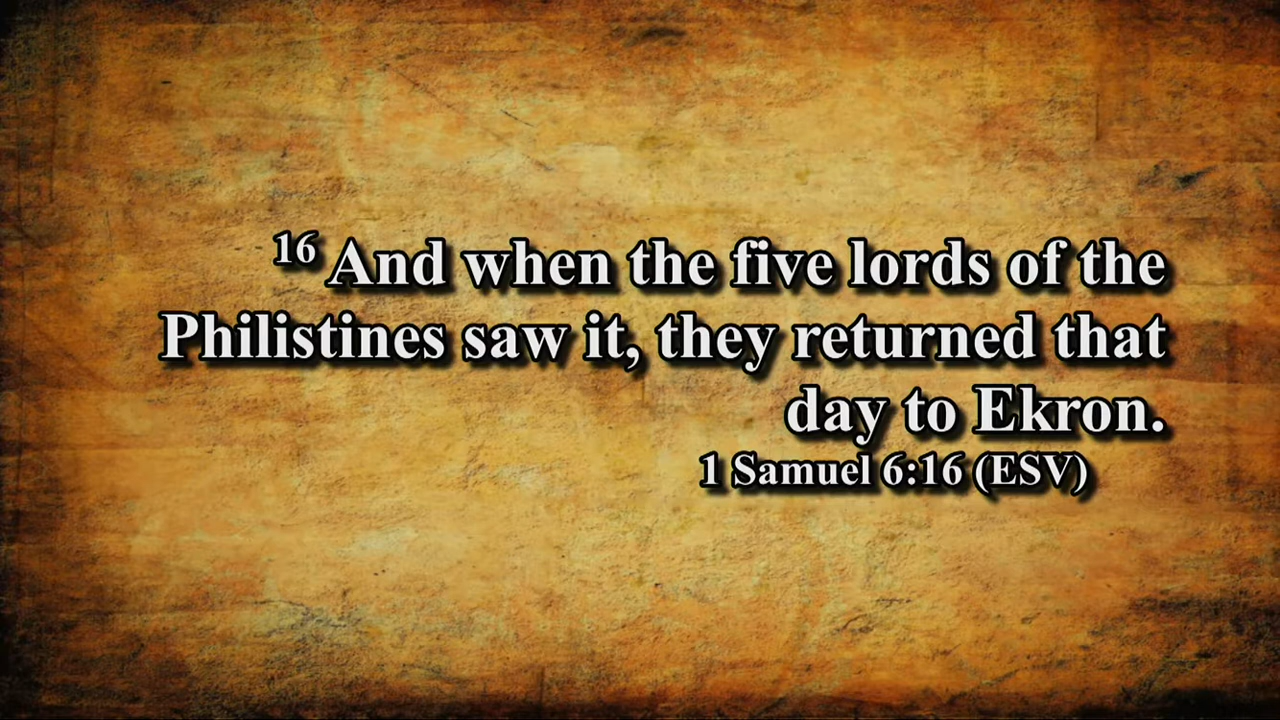 16 And when the five lords of the
Philistines saw it, they returned that
day to Ekron.
1 Samuel 6:16 (ESV)